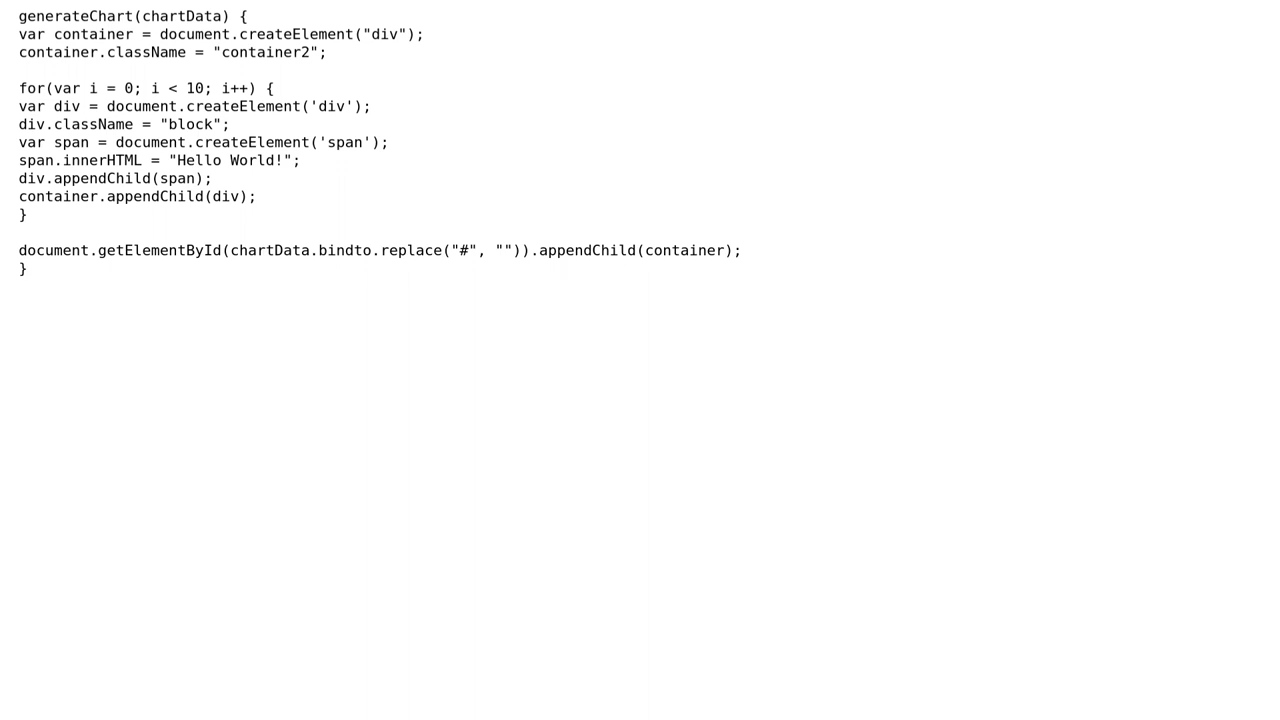 generateChart(chartData) {
var container = document.createElement("div");
container.className = "container2";

for(var i = 0; i < 10; i++) {
var div = document.createElement('div');
div.className = "block";
var span = document.createElement('span');
span.innerHTML = "Hello World!";
div.appendChild(span);
container.appendChild(div);
}

document.getElementById(chartData.bindto.replace("#", "")).appendChild(container);
}